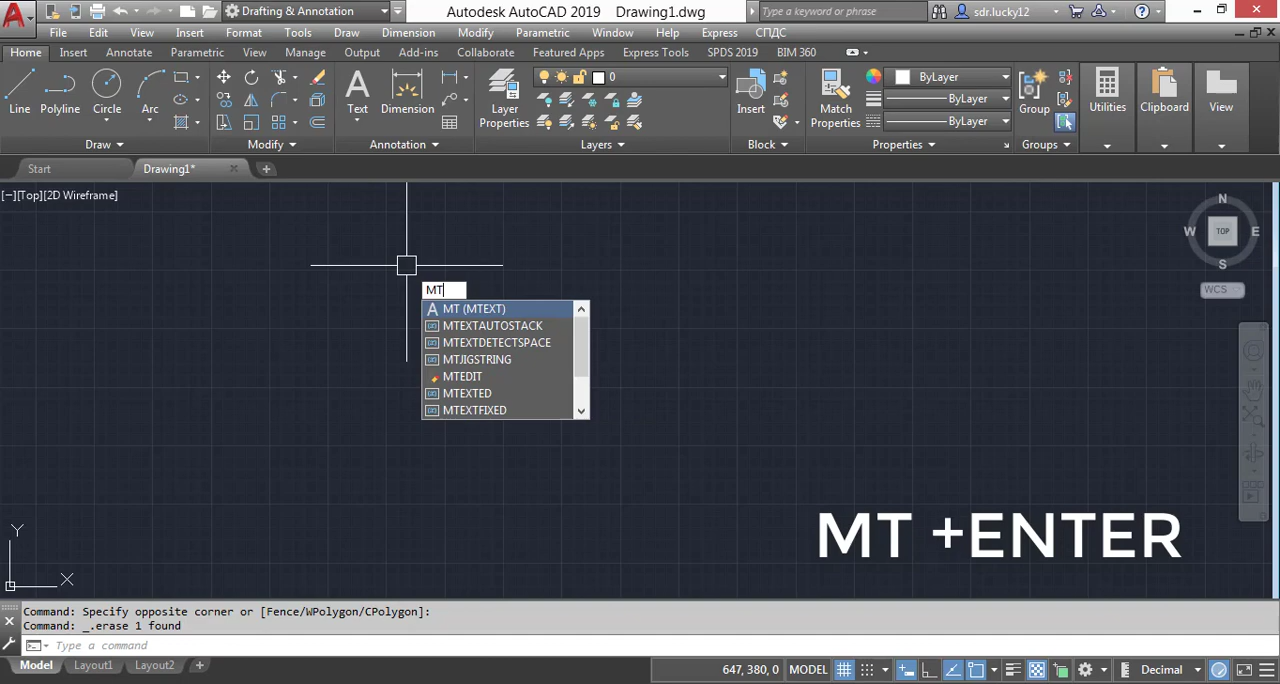 Drafting & Annotation
Autodesk AutoCAD 2019 Drawing1.dwg
Type a keyword or phrase
sdr.lucky12
File Edit View Insert Format Tools Draw Dimension Modify Parametric Window Help Express СПДС
Home Insert Annotate Parametric View Manage Output Add-ins Collaborate Featured Apps Express Tools SPDS 2019 BIM 360
0
ByLayer
ByLayer
ByLayer
Line Polyline Circle Arc Text Dimension Layer Properties Insert Match Properties Group Utilities Clipboard View
Draw Modify Annotation Layers Block Properties Groups
Start Drawing1*
[−][Top][2D Wireframe]
N
W TOP E
S
WCS
MT
MT (MTEXT)
MTEXTAUTOSTACK
MTEXTDETECTSPACE
MTJIGSTRING
MTEDIT
MTEXTED
MTEXTFIXED
MT +ENTER
Y
X
Command: Specify opposite corner or [Fence/WPolygon/CPolygon]:
Command: _.erase 1 found
Type a command
Model Layout1 Layout2
647, 380, 0 MODEL Decimal